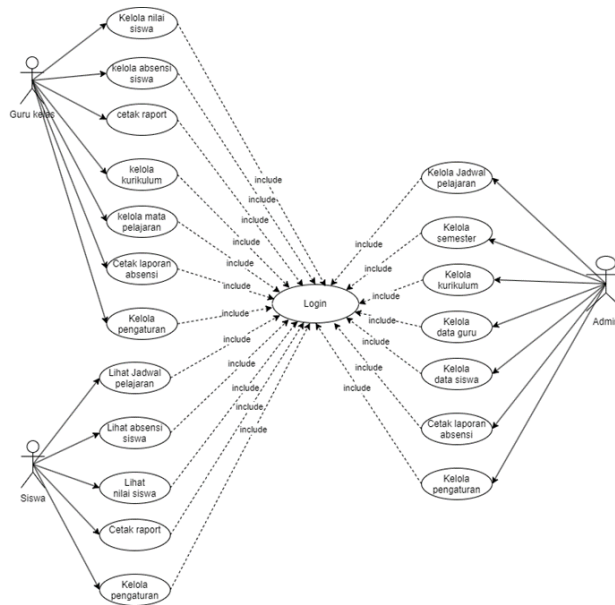 Kelola nilai
siswa
kelola absensi
siswa
Guru kelas
cetak raport
kelola
kurikulum
kelola mata
pelajaran
Cetak laporan
absensi
Kelola
pengaturan
include
include
include
include
include
include
include
Login
Kelola Jadwal
pelajaran
Kelola
semester
Kelola
kurikulum
Kelola
data guru
Kelola
data siswa
Cetak laporan
absensi
Kelola
pengaturan
include
include
include
include
include
include
include
Admin
Lihat Jadwal
pelajaran
Lihat absensi
siswa
Lihat
nilai siswa
Siswa
Cetak raport
Kelola
pengaturan
include
include
include
include
include